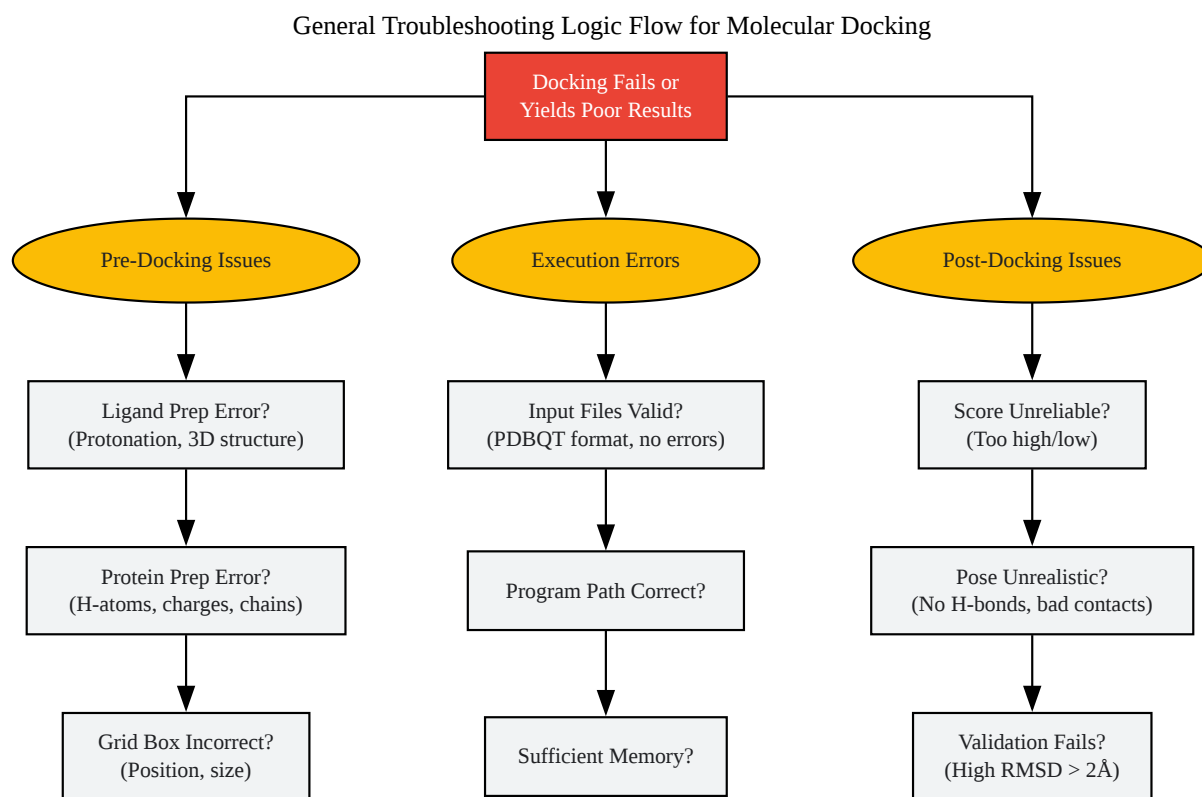 General Troubleshooting Logic Flow for Molecular Docking
Docking Fails or
Yields Poor Results
Pre-Docking Issues
Execution Errors
Post-Docking Issues
Ligand Prep Error?
(Protonation, 3D structure)
Input Files Valid?
(PDBQT format, no errors)
Score Unreliable?
(Too high/low)
Protein Prep Error?
(H-atoms, charges, chains)
Program Path Correct?
Pose Unrealistic?
(No H-bonds, bad contacts)
Grid Box Incorrect?
(Position, size)
Sufficient Memory?
Validation Fails?
(High RMSD > 2Å)